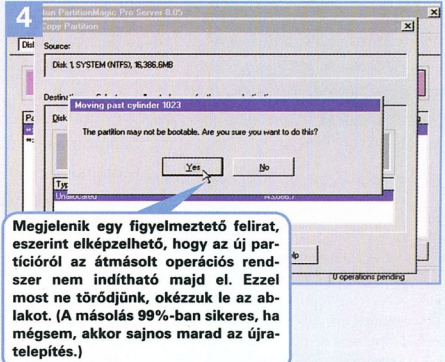 4
Run PartitionMagic Pro Server 8.05
Copy Partition
Source:
Disk 1, SYSTEM (NTFS), 16,386.6MB
Moving past cylinder 1023
The partition may not be bootable. Are you sure you want to do this?
Yes
No
Unallocated
0 operations pending
Megjelenik egy figyelmeztető felirat,
eszerint elképzelhető, hogy az új par-
tícióról az átmásolt operációs rend-
szer nem indítható majd el. Ezzel
most ne törődjünk, okézzuk le az ab-
lakot. (A másolás 99%-ban sikeres, ha
mégsem, akkor sajnos marad az újra-
telepítés.)